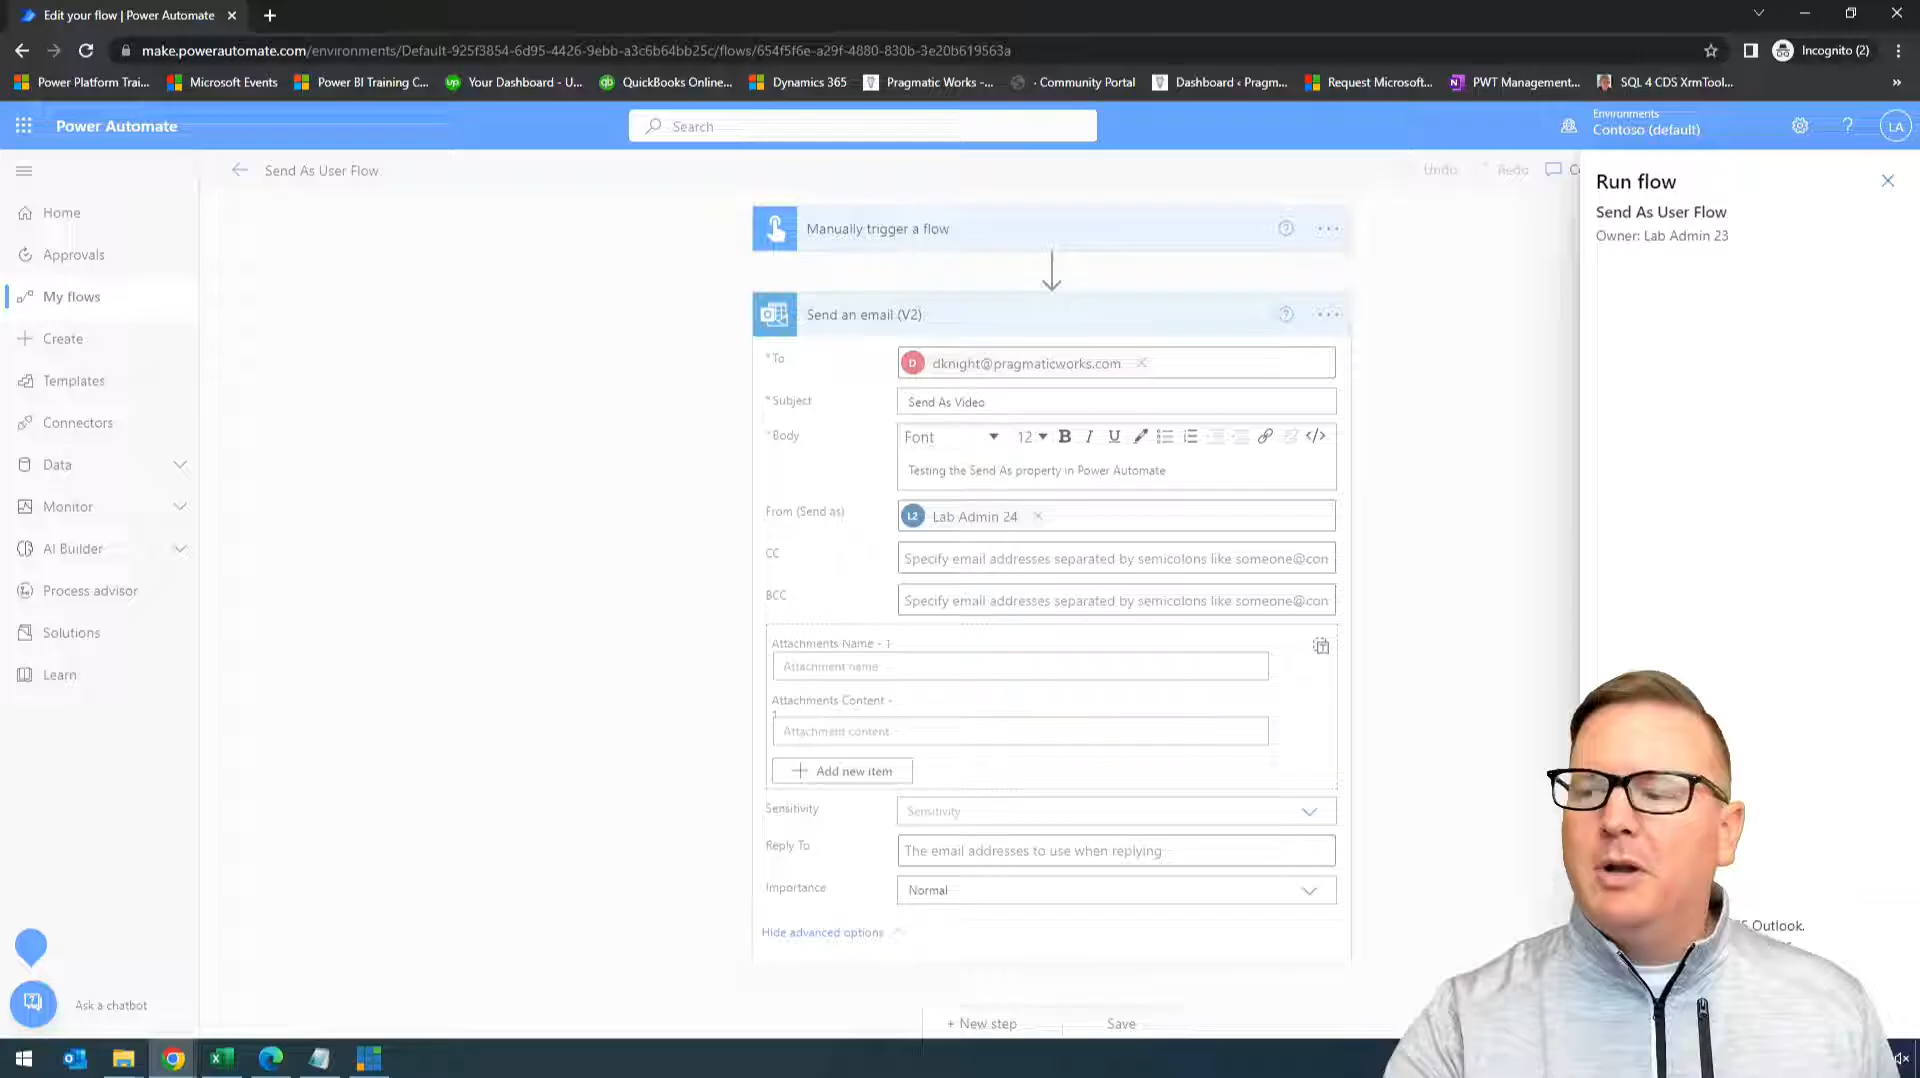 Edit your flow | Power Automate
make.powerautomate.com/environments/Default-925f3854-6d95-4426-9ebb-a3c6b64bb25c/flows/654f5f6e-a29f-4880-830b-3e20b619563a
Incognito (2)
Power Platform Trai...
Microsoft Events
Power BI Training C...
Your Dashboard - U...
QuickBooks Online...
Dynamics 365
Pragmatic Works -...
· Community Portal
Dashboard ‹ Pragm...
Request Microsoft...
PWT Management...
SQL 4 CDS XrmTool...
»
Power Automate
Search
Environments
Contoso (default)
?
LA
Send As User Flow
Undo
Redo
Run flow
Send As User Flow
Owner: Lab Admin 23
Home
Approvals
My flows
Create
Templates
Connectors
Data
Monitor
AI Builder
Process advisor
Solutions
Learn
Ask a chatbot
Manually trigger a flow
Send an email (V2)
* To
D dknight@pragmaticworks.com
* Subject
Send As Video
* Body
Font 12 B I U </>
Testing the Send As property in Power Automate
From (Send as)
L2 Lab Admin 24
CC
Specify email addresses separated by semicolons like someone@con
BCC
Specify email addresses separated by semicolons like someone@con
Attachments Name - 1
Attachment name
Attachments Content -
1
Attachment content
Add new item
Sensitivity
Sensitivity
Reply To
The email addresses to use when replying
Importance
Normal
Hide advanced options
+ New step
Save
Outlook.